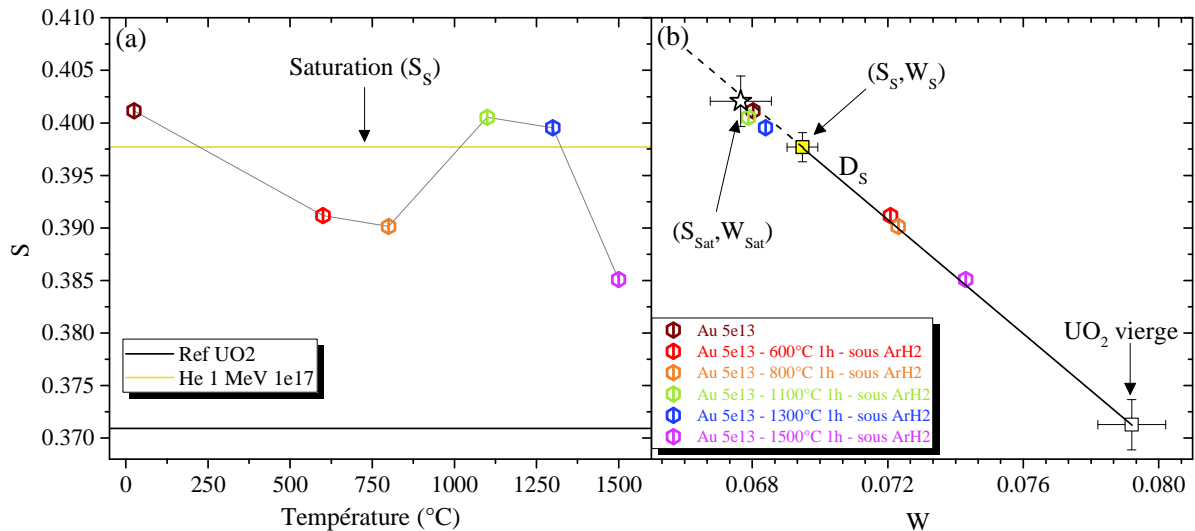 0.410
0.405
0.400
0.395
0.390
0.385
0.380
0.375
0.370
S
(a)
Saturation (S_S)
Ref UO2
He 1 MeV 1e17
0 250 500 750 1000 1250 1500
Température (°C)
(b)
(S_S,W_S)
D_S
(S_Sat,W_Sat)
UO_2 vierge
Au 5e13
Au 5e13 - 600°C 1h - sous ArH2
Au 5e13 - 800°C 1h - sous ArH2
Au 5e13 - 1100°C 1h - sous ArH2
Au 5e13 - 1300°C 1h - sous ArH2
Au 5e13 - 1500°C 1h - sous ArH2
0.068 0.072 0.076 0.080
W